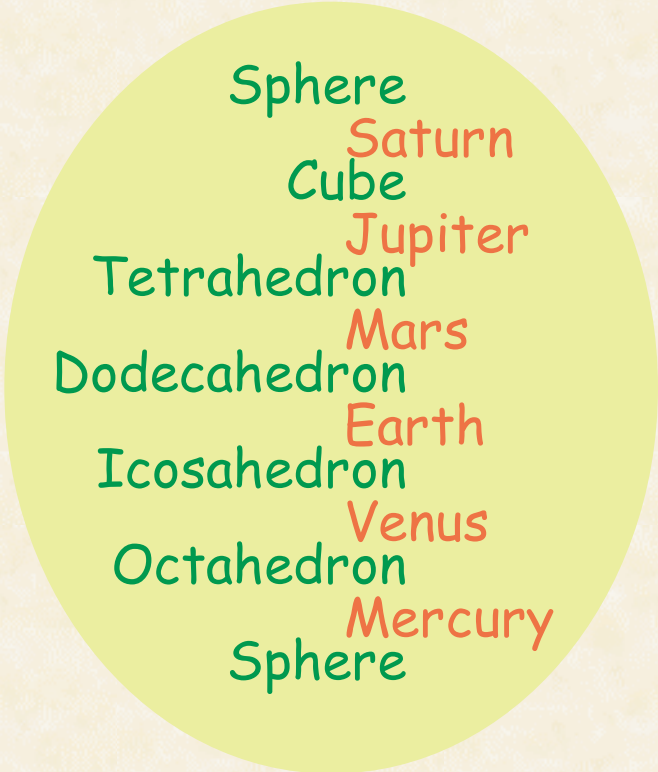 Sphere
Saturn
Cube
Jupiter
Tetrahedron
Mars
Dodecahedron
Earth
Icosahedron
Venus
Octahedron
Mercury
Sphere